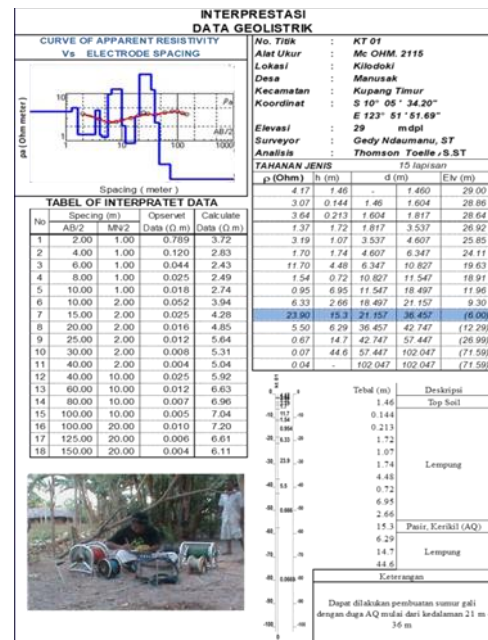 INTERPRESTASI
DATA GEOLISTRIK
CURVE OF APPARENT RESISTIVITY
Vs ELECTRODE SPACING
ρa (Ohm meter)
10
1
1
10
100
1000
ρa
AB/2
Spacing ( meter )
No. Titik : KT 01
Alat Ukur : Mc OHM. 2115
Lokasi : Kilodoki
Desa : Manusak
Kecamatan : Kupang Timur
Koordinat : S 10° 05 ' 34.20"
E 123° 51 '51.69"
Elevasi : 29 mdpl
Surveyor : Gedy Ndaumanu, ST
Analisis : Thomson Toelle , S.ST
TAHANAN JENIS 15 lapisan
ρ (Ohm) h (m) d (m) Elv (m)
4.17 1.46 - 1.460 29.00
3.07 0.144 1.46 1.604 28.86
3.64 0.213 1.604 1.817 28.64
1.37 1.72 1.817 3.537 26.92
3.19 1.07 3.537 4.607 25.85
1.70 1.74 4.607 6.347 24.11
11.70 4.48 6.347 10.827 19.63
1.54 0.72 10.827 11.547 18.91
0.95 6.95 11.547 18.497 11.96
6.33 2.66 18.497 21.157 9.30
23.90 15.3 21.157 36.457 (6.00)
5.50 6.29 36.457 42.747 (12.29)
0.67 14.7 42.747 57.447 (26.99)
0.07 44.6 57.447 102.047 (71.59)
0.04 - 102.047 102.047 (71.59)
TABEL OF INTERPRATET DATA
No Specing (m) Opservet Calculate
AB/2 MN/2 Data (Ω.m) Data (Ω.m)
1 2.00 1.00 0.789 3.72
2 4.00 1.00 0.120 2.83
3 6.00 1.00 0.044 2.43
4 8.00 1.00 0.025 2.49
5 10.00 1.00 0.018 2.74
6 10.00 2.00 0.052 3.94
7 15.00 2.00 0.025 4.28
8 20.00 2.00 0.016 4.85
9 25.00 2.00 0.012 5.64
10 30.00 2.00 0.008 5.31
11 40.00 2.00 0.004 5.04
12 40.00 10.00 0.025 5.92
13 60.00 10.00 0.012 6.63
14 80.00 10.00 0.007 6.96
15 100.00 10.00 0.005 7.04
16 100.00 20.00 0.010 7.20
17 125.00 20.00 0.006 6.61
18 150.00 20.00 0.004 6.11
Tebal (m) Deskripsi
1.46 Top Soil
0.144
0.213
1.72
1.07
1.74 Lempung
4.48
0.72
6.95
2.66
15.3 Pasir, Kerikil (AQ)
6.29
14.7 Lempung
44.6
Keterangan
Dapat dilakukan pembuatan sumur gali
dengan duga AQ mulai dari kedalaman 21 m -
36 m